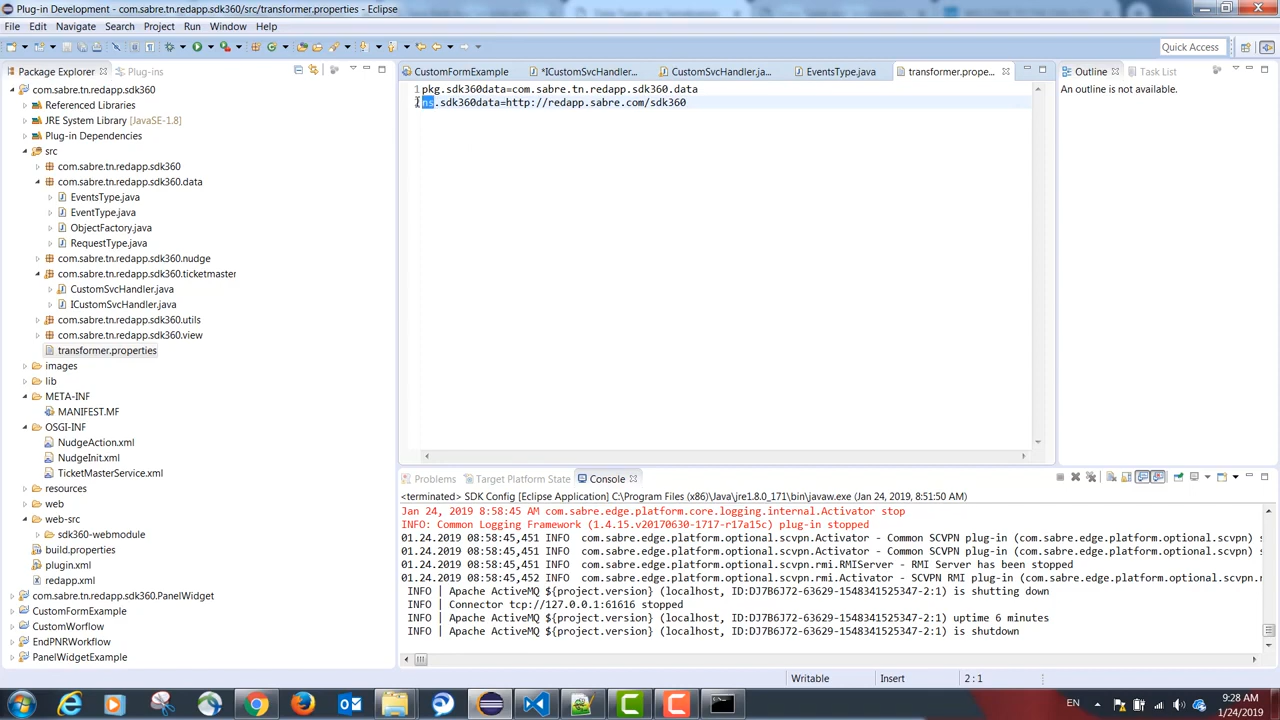 Plug-in Development - com.sabre.tn.redapp.sdk360/src/transformer.properties - Eclipse
File Edit Navigate Search Project Run Window Help
Quick Access
Package Explorer Plug-ins
CustomFormExample *ICustomSvcHandler... CustomSvcHandler.ja... EventsType.java transformer.prope...
Outline Task List
com.sabre.tn.redapp.sdk360
Referenced Libraries
JRE System Library [JavaSE-1.8]
Plug-in Dependencies
src
com.sabre.tn.redapp.sdk360
com.sabre.tn.redapp.sdk360.data
EventsType.java
EventType.java
ObjectFactory.java
RequestType.java
com.sabre.tn.redapp.sdk360.nudge
com.sabre.tn.redapp.sdk360.ticketmaster
CustomSvcHandler.java
ICustomSvcHandler.java
com.sabre.tn.redapp.sdk360.utils
com.sabre.tn.redapp.sdk360.view
transformer.properties
images
lib
META-INF
MANIFEST.MF
OSGI-INF
NudgeAction.xml
NudgeInit.xml
TicketMasterService.xml
resources
web
web-src
sdk360-webmodule
build.properties
plugin.xml
redapp.xml
com.sabre.tn.redapp.sdk360.PanelWidget
CustomFormExample
CustomWorflow
EndPNRWorkflow
PanelWidgetExample
1 pkg.sdk360data=com.sabre.tn.redapp.sdk360.data
ns.sdk360data=http://redapp.sabre.com/sdk360
An outline is not available.
Problems Target Platform State Console
<terminated> SDK Config [Eclipse Application] C:\Program Files (x86)\Java\jre1.8.0_171\bin\javaw.exe (Jan 24, 2019, 8:51:50 AM)
Jan 24, 2019 8:58:45 AM com.sabre.edge.platform.core.logging.internal.Activator stop
INFO: Common Logging Framework (1.4.15.v20170630-1717-r17a15c) plug-in stopped
01.24.2019 08:58:45,451 INFO com.sabre.edge.platform.optional.scvpn.Activator - Common SCVPN plug-in (com.sabre.edge.platform.optional.scvpn) s
01.24.2019 08:58:45,451 INFO com.sabre.edge.platform.optional.scvpn.Activator - Common SCVPN plug-in (com.sabre.edge.platform.optional.scvpn) s
01.24.2019 08:58:45,451 INFO com.sabre.edge.platform.optional.scvpn.rmi.RMIServer - RMI Server has been stopped
01.24.2019 08:58:45,452 INFO com.sabre.edge.platform.optional.scvpn.rmi.Activator - SCVPN RMI plug-in (com.sabre.edge.platform.optional.scvpn.r
INFO | Apache ActiveMQ ${project.version} (localhost, ID:DJ7B6J72-63629-1548341525347-2:1) is shutting down
INFO | Connector tcp://127.0.0.1:61616 stopped
INFO | Apache ActiveMQ ${project.version} (localhost, ID:DJ7B6J72-63629-1548341525347-2:1) uptime 6 minutes
INFO | Apache ActiveMQ ${project.version} (localhost, ID:DJ7B6J72-63629-1548341525347-2:1) is shutdown
Writable Insert 2 : 1
EN 9:28 AM
1/24/2019